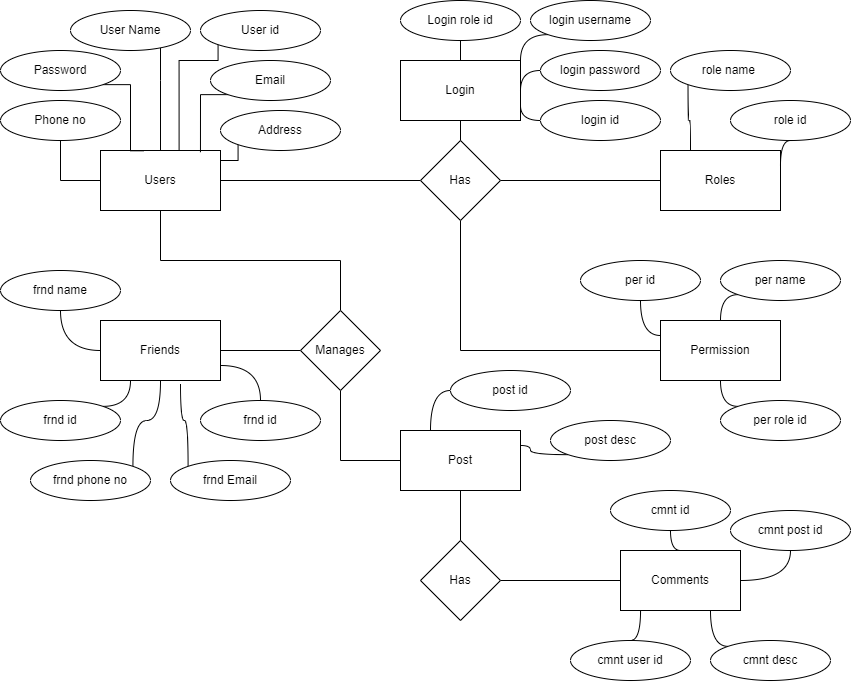 User Name
User id
Login role id
login username
Password
Email
Login
login password
role name
Phone no
Address
login id
role id
Users
Has
Roles
frnd name
per id
per name
Friends
Manages
Permission
post id
frnd id
frnd id
per role id
post desc
Post
frnd phone no
frnd Email
cmnt id
cmnt post id
Has
Comments
cmnt user id
cmnt desc